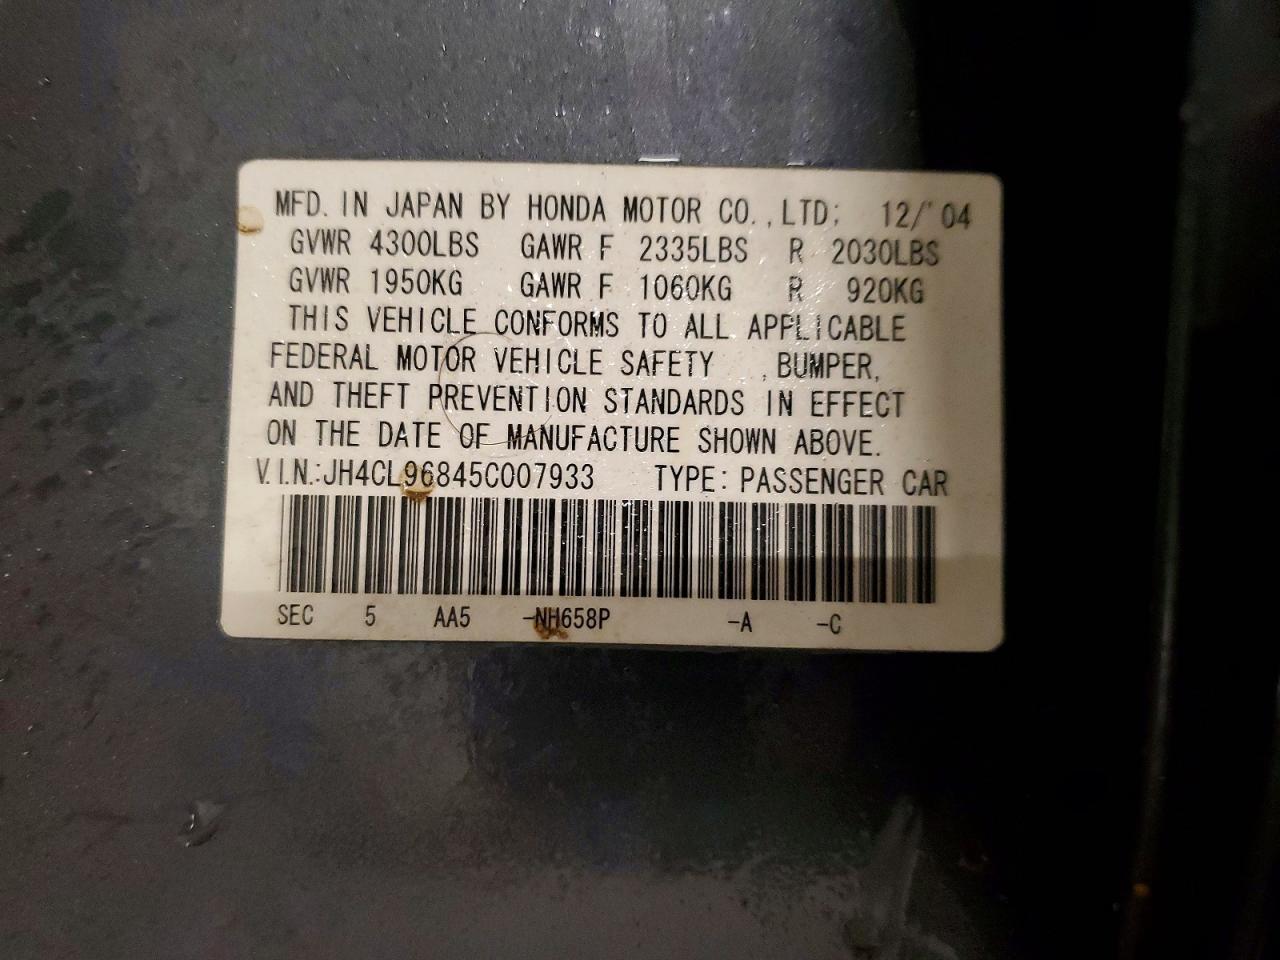 MFD. IN JAPAN BY HONDA MOTOR CO., LTD; 12/'04
GVWR 4300LBS GAWR F 2335LBS R 2030LBS
GVWR 1950KG GAWR F 1060KG R 920KG
THIS VEHICLE CONFORMS TO ALL APPLICABLE
FEDERAL MOTOR VEHICLE SAFETY , BUMPER,
AND THEFT PREVENTION STANDARDS IN EFFECT
ON THE DATE OF MANUFACTURE SHOWN ABOVE.
V.I.N.:JH4CL96845C007933 TYPE: PASSENGER CAR
SEC 5 AA5 -NH658P -A -C